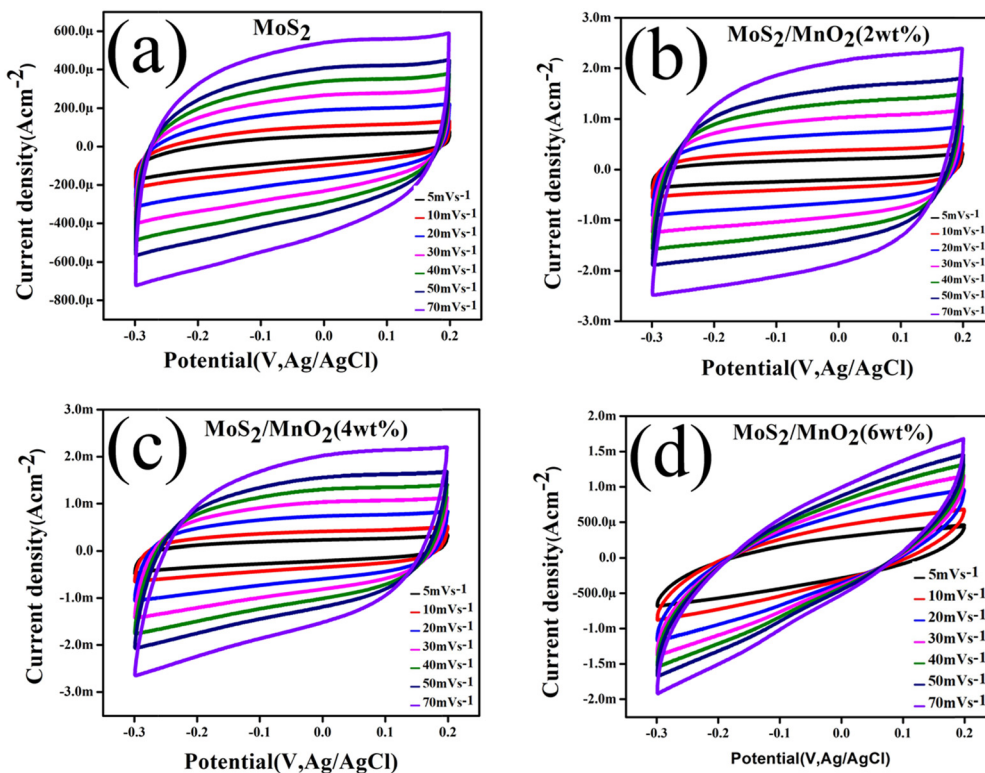 (a)
MoS2
Current density(Acm-2)
600.0μ
400.0μ
200.0μ
0.0
-200.0μ
-400.0μ
-600.0μ
-800.0μ
5mVs-1
10mVs-1
20mVs-1
30mVs-1
40mVs-1
50mVs-1
70mVs-1
-0.3 -0.2 -0.1 0.0 0.1 0.2
Potential(V,Ag/AgCl)
(b)
MoS2/MnO2(2wt%)
Current density(Acm-2)
3.0m
2.0m
1.0m
0.0
-1.0m
-2.0m
-3.0m
5mVs-1
10mVs-1
20mVs-1
30mVs-1
40mVs-1
50mVs-1
70mVs-1
-0.3 -0.2 -0.1 0.0 0.1 0.2
Potential(V,Ag/AgCl)
(c)
MoS2/MnO2(4wt%)
Current density(Acm-2)
3.0m
2.0m
1.0m
0.0
-1.0m
-2.0m
-3.0m
5mVs-1
10mVs-1
20mVs-1
30mVs-1
40mVs-1
50mVs-1
70mVs-1
-0.3 -0.2 -0.1 0.0 0.1 0.2
Potential(V,Ag/AgCl)
(d)
MoS2/MnO2(6wt%)
Current density(Acm-2)
2.0m
1.5m
1.0m
500.0μ
0.0
-500.0μ
-1.0m
-1.5m
-2.0m
5mVs-1
10mVs-1
20mVs-1
30mVs-1
40mVs-1
50mVs-1
70mVs-1
-0.3 -0.2 -0.1 0.0 0.1 0.2
Potential(V,Ag/AgCl)